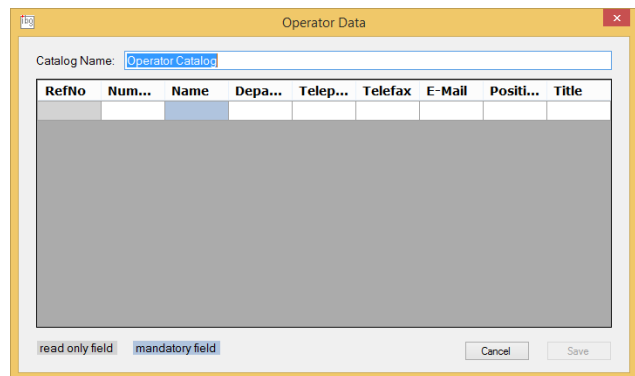 fbg
Operator Data
Catalog Name: Operator Catalog
RefNo Num... Name Depa... Telep... Telefax E-Mail Positi... Title
read only field mandatory field Cancel Save